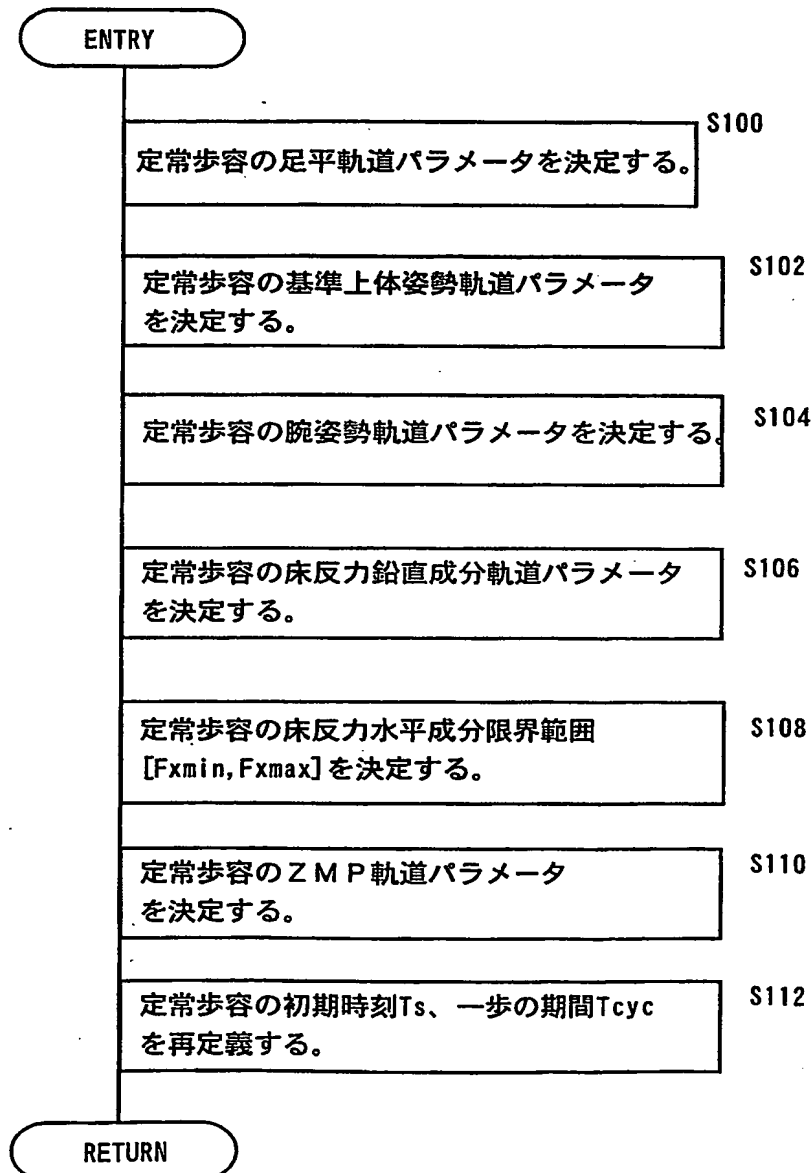 ENTRY
S100
定常歩容の足平軌道パラメータを決定する。
S102
定常歩容の基準上体姿勢軌道パラメータ
を決定する。
S104
定常歩容の腕姿勢軌道パラメータを決定する。
S106
定常歩容の床反力鉛直成分軌道パラメータ
を決定する。
S108
定常歩容の床反力水平成分限界範囲
[Fxmin,Fxmax]を決定する。
S110
定常歩容のＺＭＰ軌道パラメータ
を決定する。
S112
定常歩容の初期時刻Ts、一歩の期間Tcyc
を再定義する。
RETURN